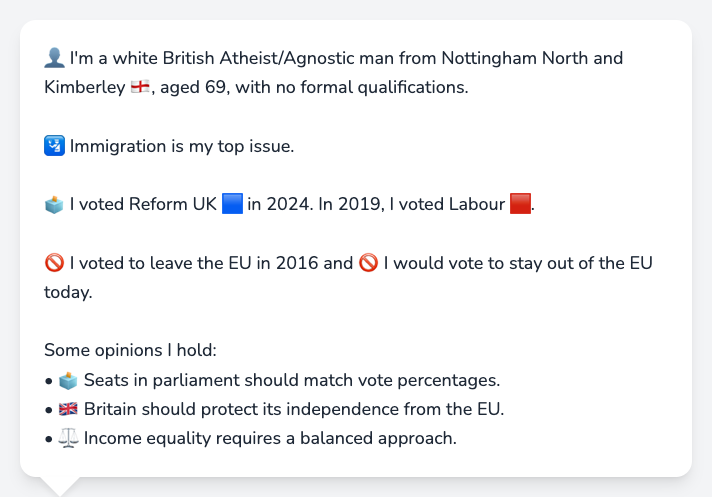 👤 I'm a white British Atheist/Agnostic man from Nottingham North and
Kimberley 🏴󠁧󠁢󠁥󠁮󠁧󠁿, aged 69, with no formal qualifications.
🛂 Immigration is my top issue.
🗳️ I voted Reform UK 🟦 in 2024. In 2019, I voted Labour 🟥.
🚫 I voted to leave the EU in 2016 and 🚫 I would vote to stay out of the EU
today.
Some opinions I hold:
• 🗳️ Seats in parliament should match vote percentages.
• 🇬🇧 Britain should protect its independence from the EU.
• ⚖️ Income equality requires a balanced approach.